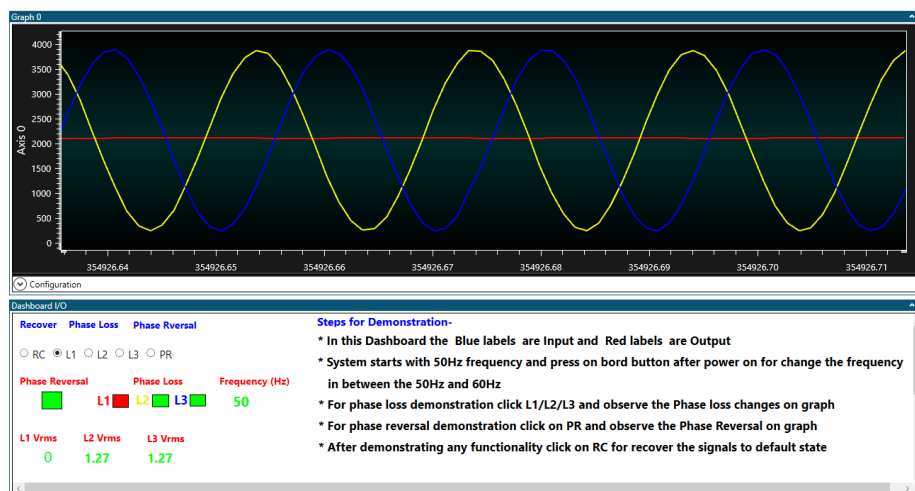 Graph 0
4000
3500
3000
2500
2000
1500
1000
500
0
Axis 0
354926.64 354926.65 354926.66 354926.67 354926.68 354926.69 354926.70 354926.71
Configuration
Dashboard I/O
Recover Phase Loss Phase Rversal
RC L1 L2 L3 PR
Phase Reversal Phase Loss Frequency (Hz)
L1 L2 L3 50
L1 Vrms L2 Vrms L3 Vrms
0 1.27 1.27
Steps for Demonstration-
* In this Dashboard the Blue labels are Input and Red labels are Output
* System starts with 50Hz frequency and press on bord button after power on for change the frequency
in between the 50Hz and 60Hz
* For phase loss demonstration click L1/L2/L3 and observe the Phase loss changes on graph
* For phase reversal demonstration click on PR and observe the Phase Reversal on graph
* After demonstrating any functionality click on RC for recover the signals to default state